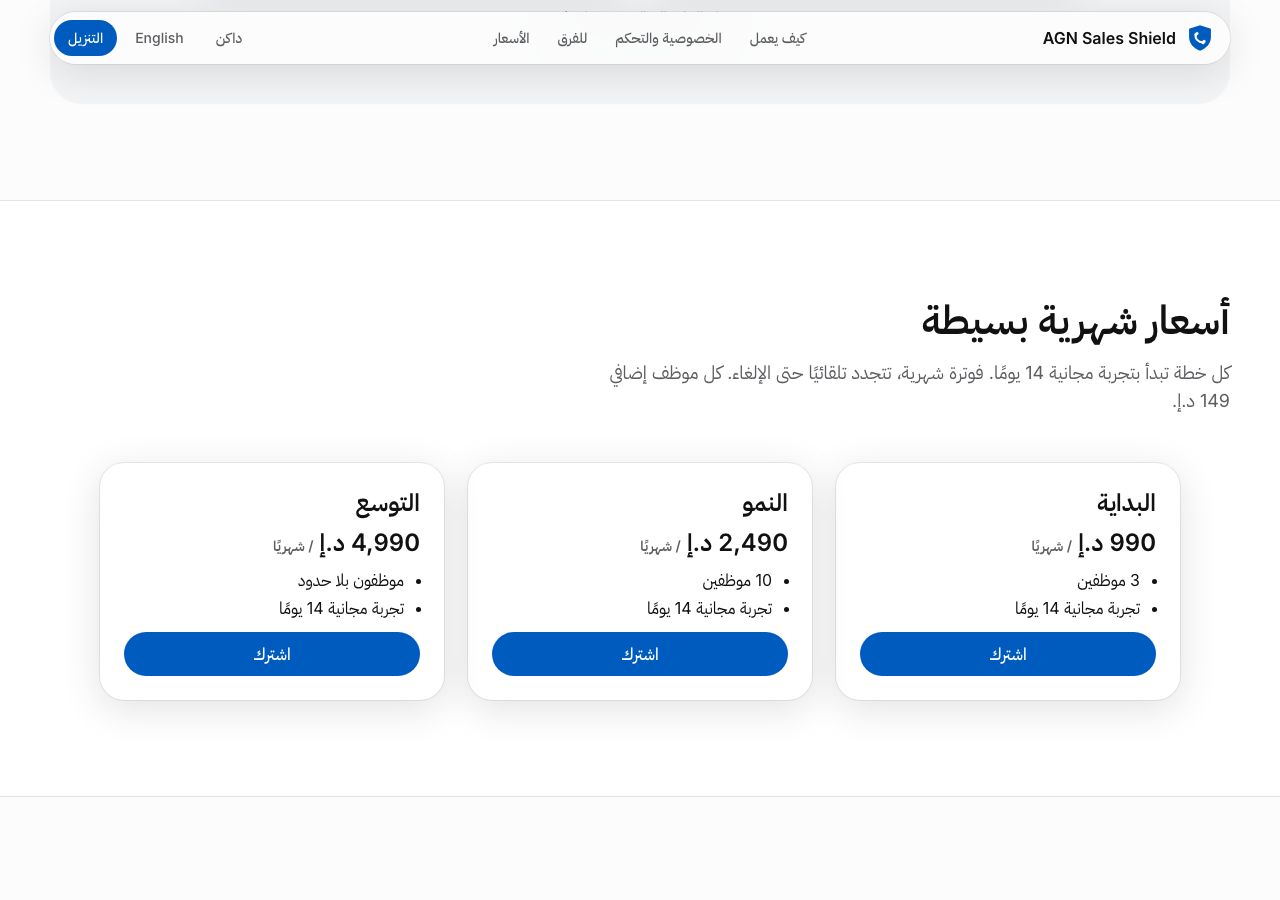 AGN Sales Shield
كيف يعمل
الخصوصية والتحكم
للفرق
الأسعار
داكن
English
التنزيل
أسعار شهرية بسيطة
كل خطة تبدأ بتجربة مجانية 14 يومًا. فوترة شهرية، تتجدد تلقائيًا حتى الإلغاء. كل موظف إضافي
149 د.إ.
البداية
990 د.إ / شهريًا
• 3 موظفين
• تجربة مجانية 14 يومًا
اشترك
النمو
2,490 د.إ / شهريًا
• 10 موظفين
• تجربة مجانية 14 يومًا
اشترك
التوسع
4,990 د.إ / شهريًا
• موظفون بلا حدود
• تجربة مجانية 14 يومًا
اشترك